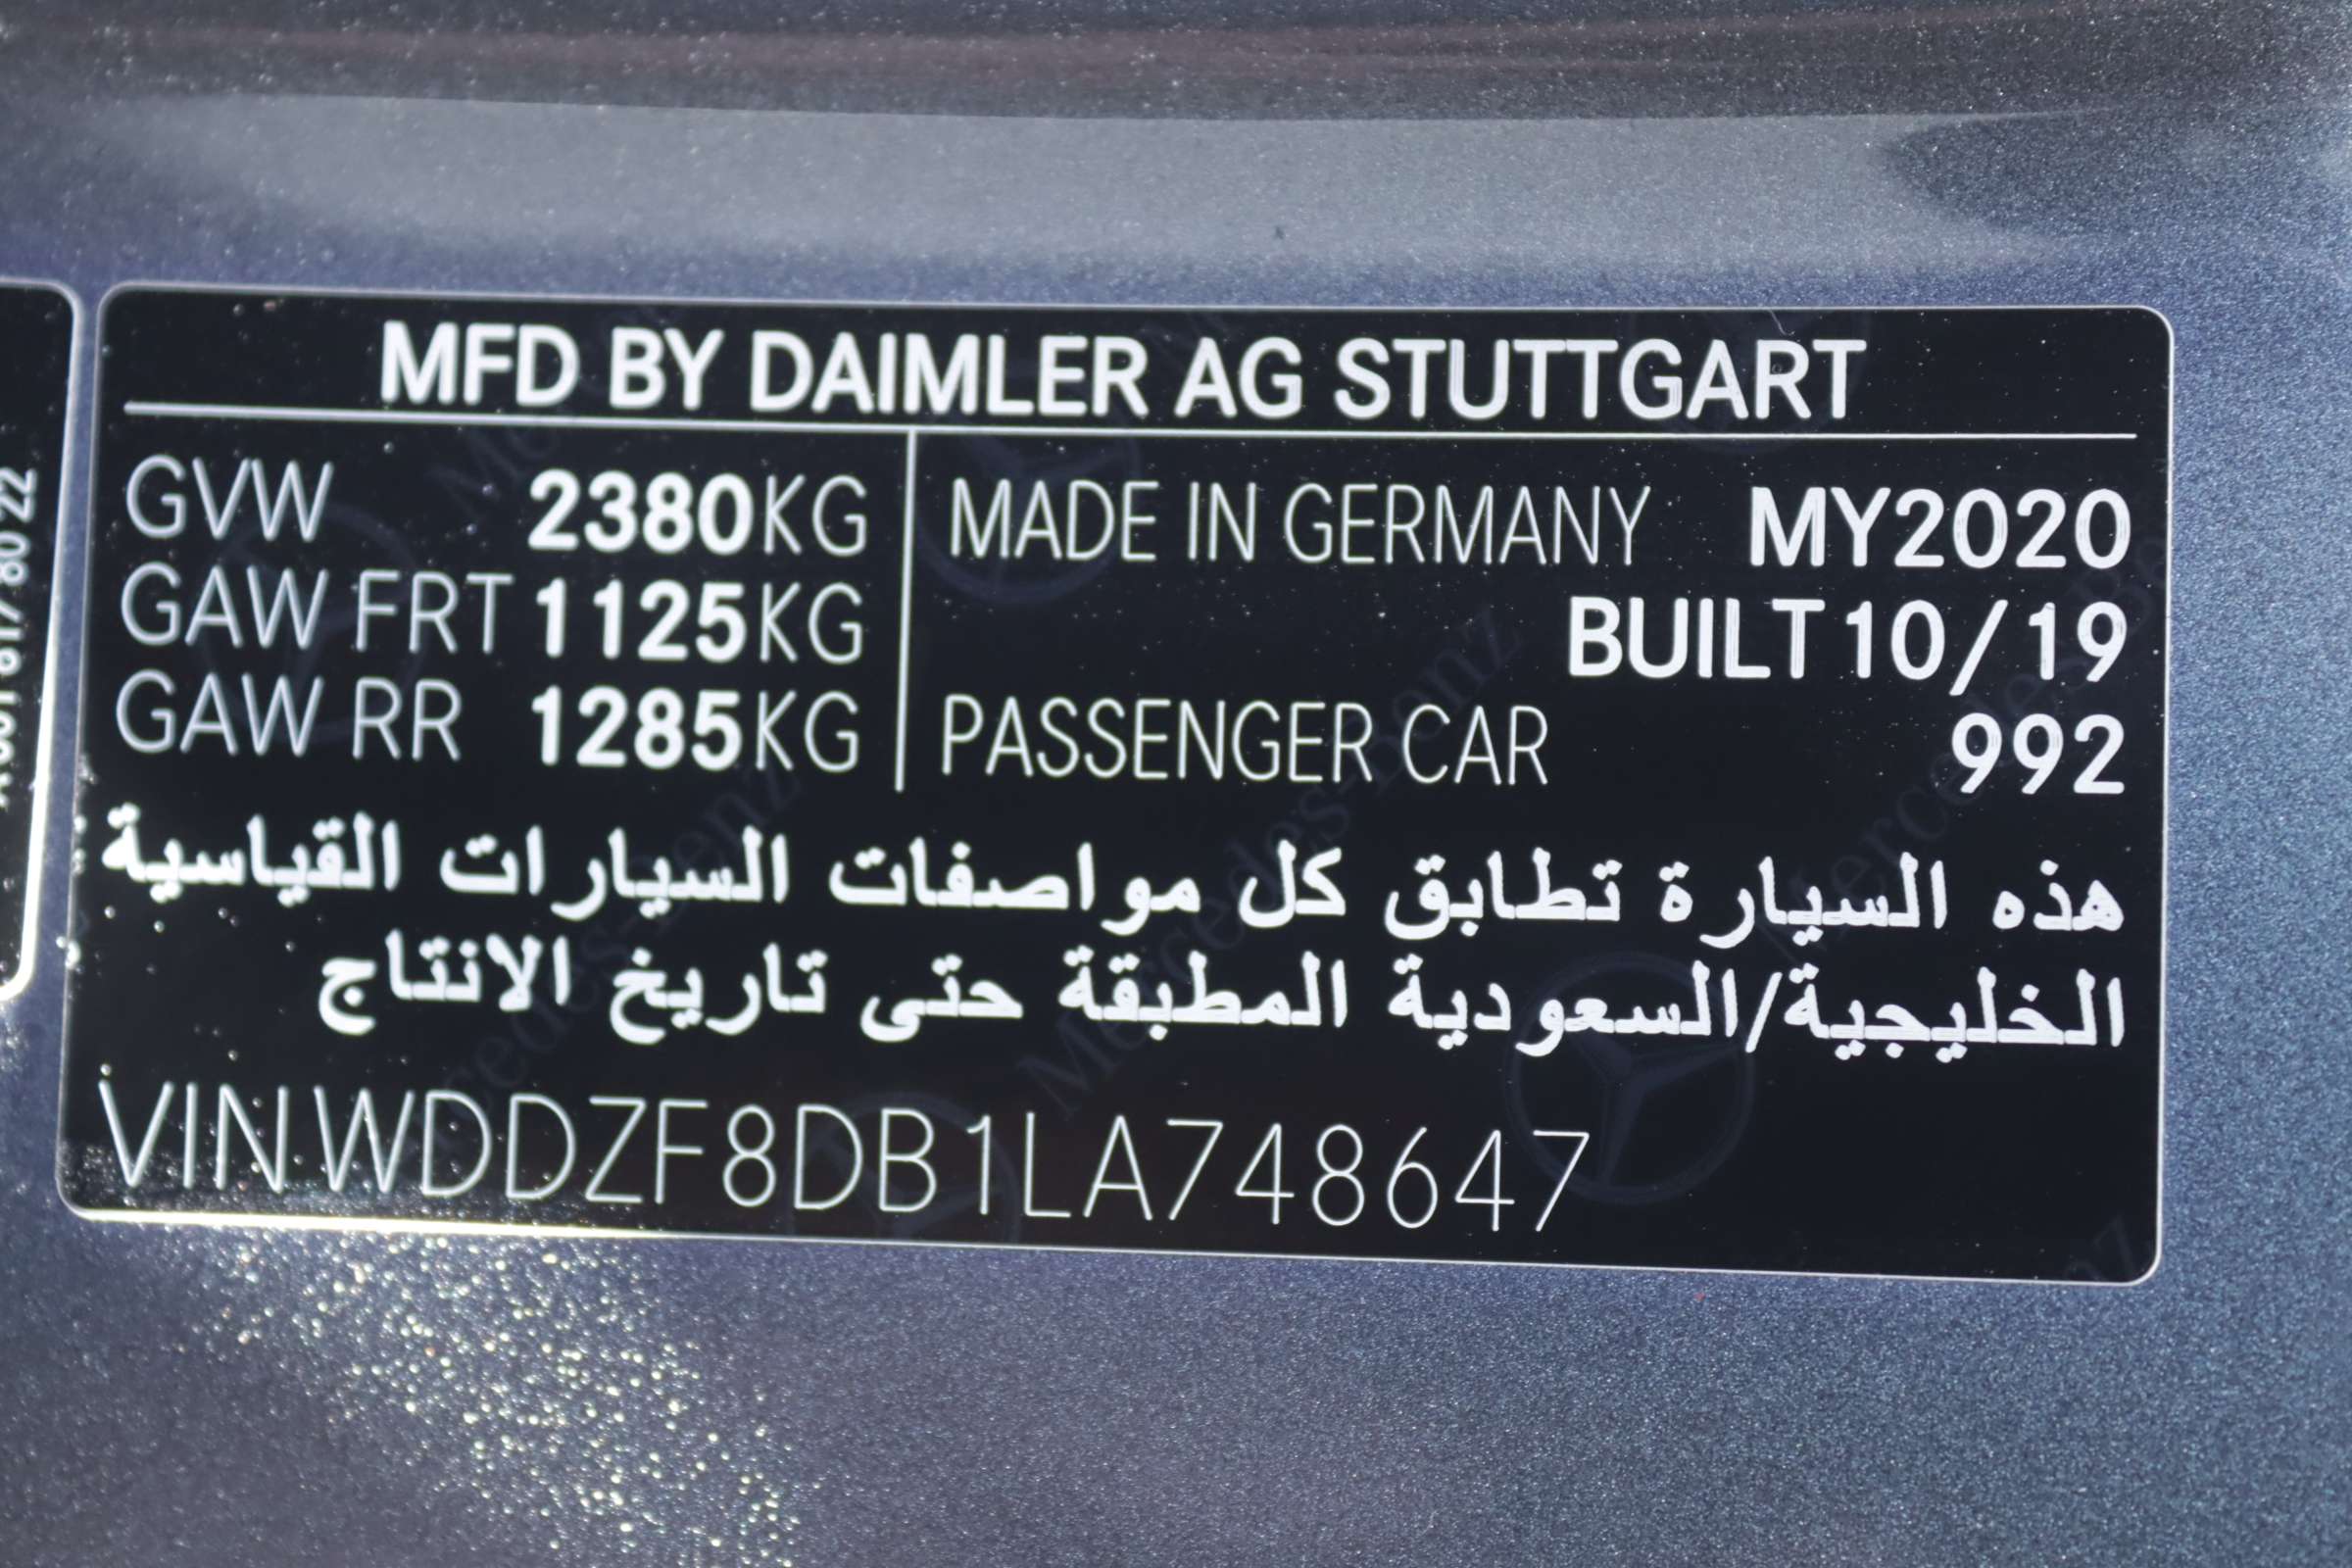 MFD BY DAIMLER AG STUTTGART
GVW 2380KG
GAW FRT 1125KG
GAW RR 1285KG
MADE IN GERMANY MY2020
BUILT 10/19
PASSENGER CAR 992
هذه السيارة تطابق كل مواصفات السيارات القياسية
الخليجية/السعودية المطبقة حتى تاريخ الانتاج
VIN WDDZF8DB1LA748647